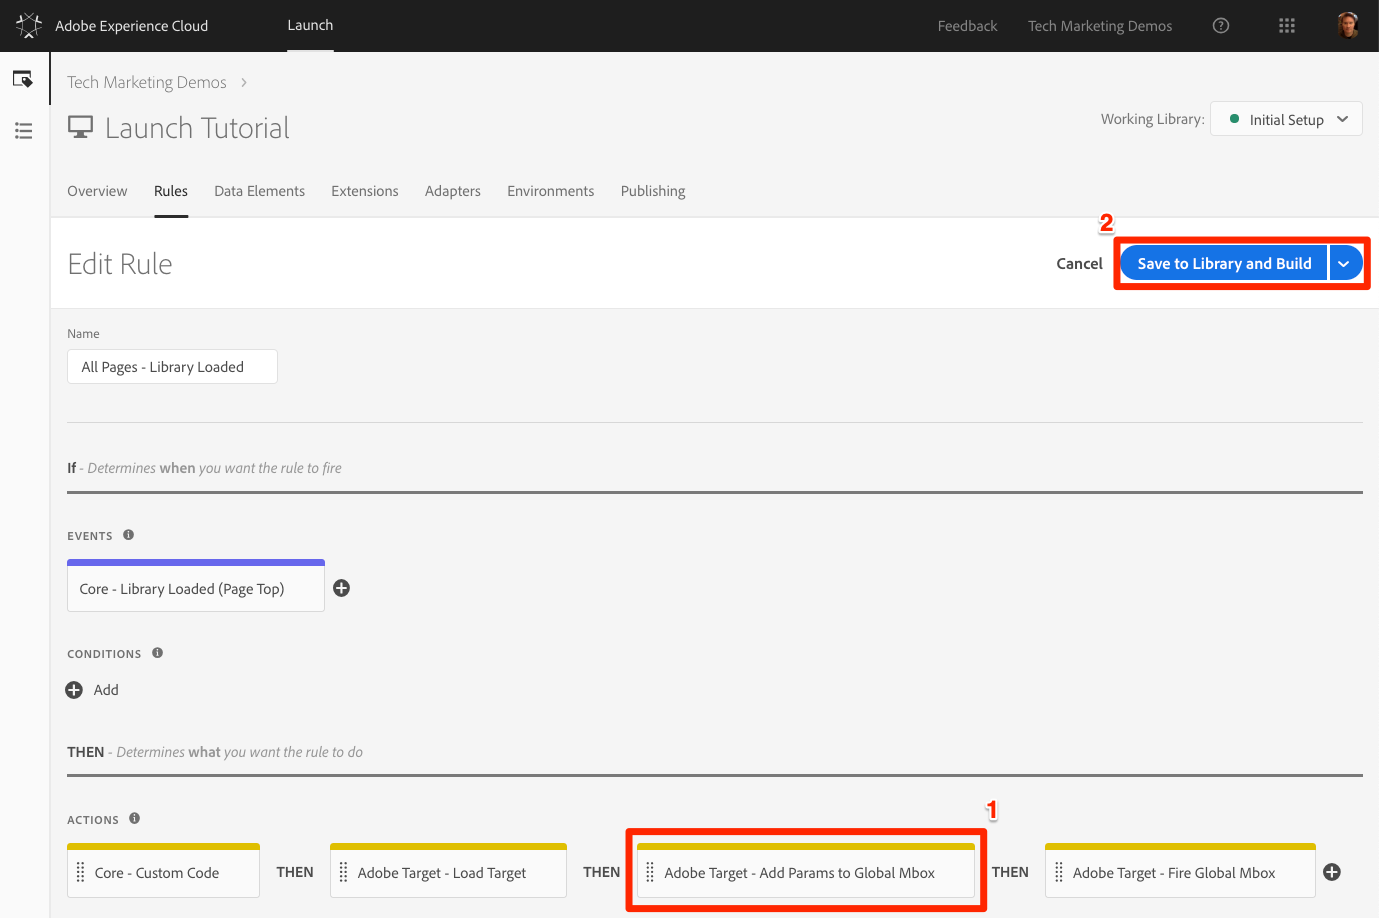 Adobe Experience Cloud
Launch
Feedback
Tech Marketing Demos
Tech Marketing Demos
Launch Tutorial
Working Library:
Initial Setup
Overview
Rules
Data Elements
Extensions
Adapters
Environments
Publishing
2
Edit Rule
Cancel
Save to Library and Build
Name
All Pages - Library Loaded
If - Determines when you want the rule to fire
EVENTS
Core - Library Loaded (Page Top)
CONDITIONS
Add
THEN - Determines what you want the rule to do
ACTIONS
1
Core - Custom Code
THEN
Adobe Target - Load Target
THEN
Adobe Target - Add Params to Global Mbox
THEN
Adobe Target - Fire Global Mbox